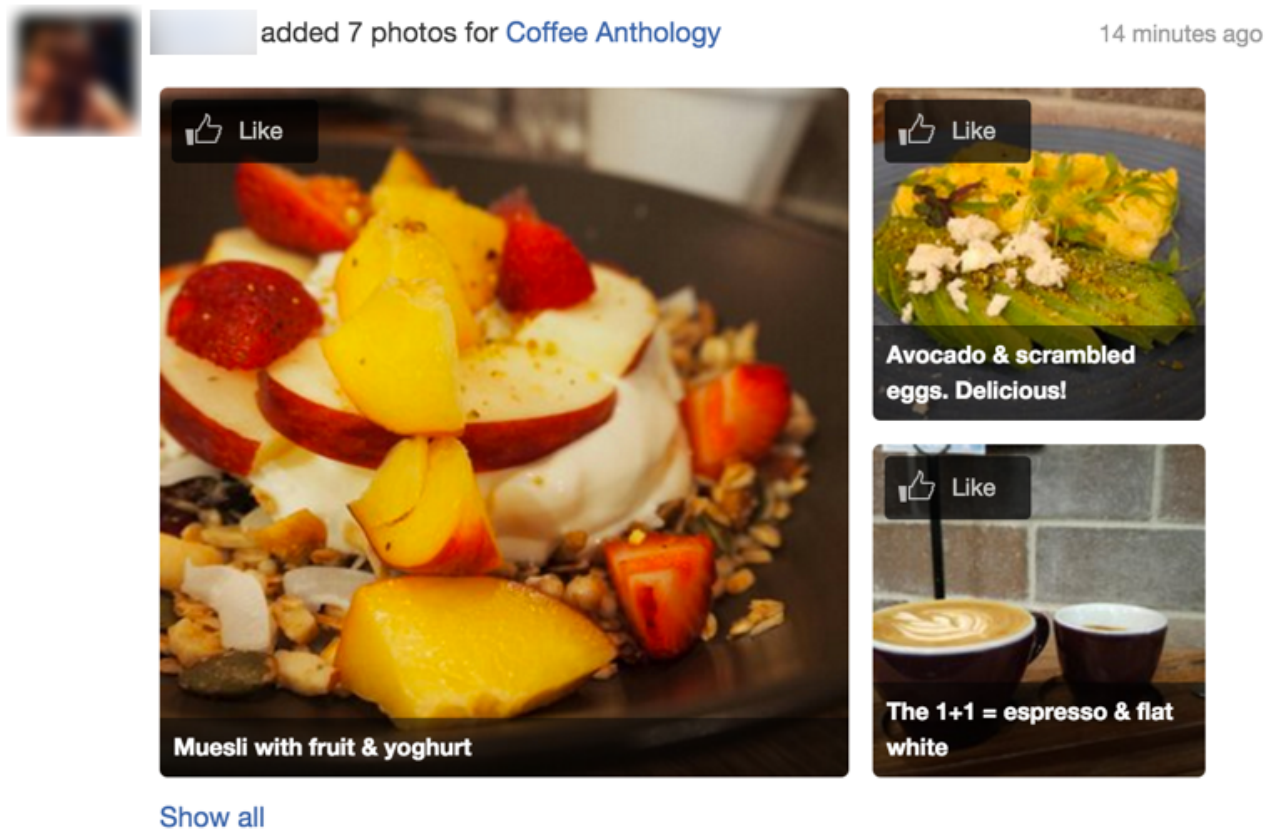 added 7 photos for Coffee Anthology
14 minutes ago
Like
Like
Avocado & scrambled
eggs. Delicious!
Like
The 1+1 = espresso & flat
white
Muesli with fruit & yoghurt
Show all